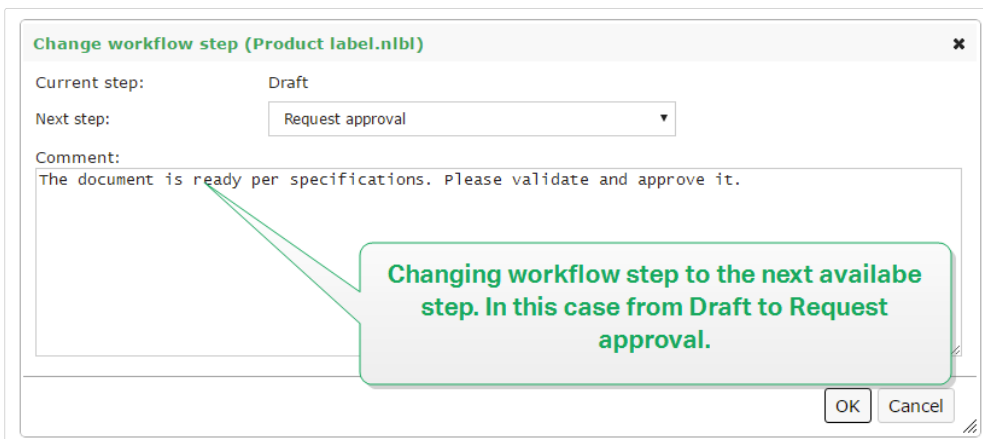 Change workflow step (Product label.nlbl)
Current step: Draft
Next step: Request approval
Comment:
The document is ready per specifications. Please validate and approve it.
Changing workflow step to the next availabe
step. In this case from Draft to Request
approval.
OK Cancel